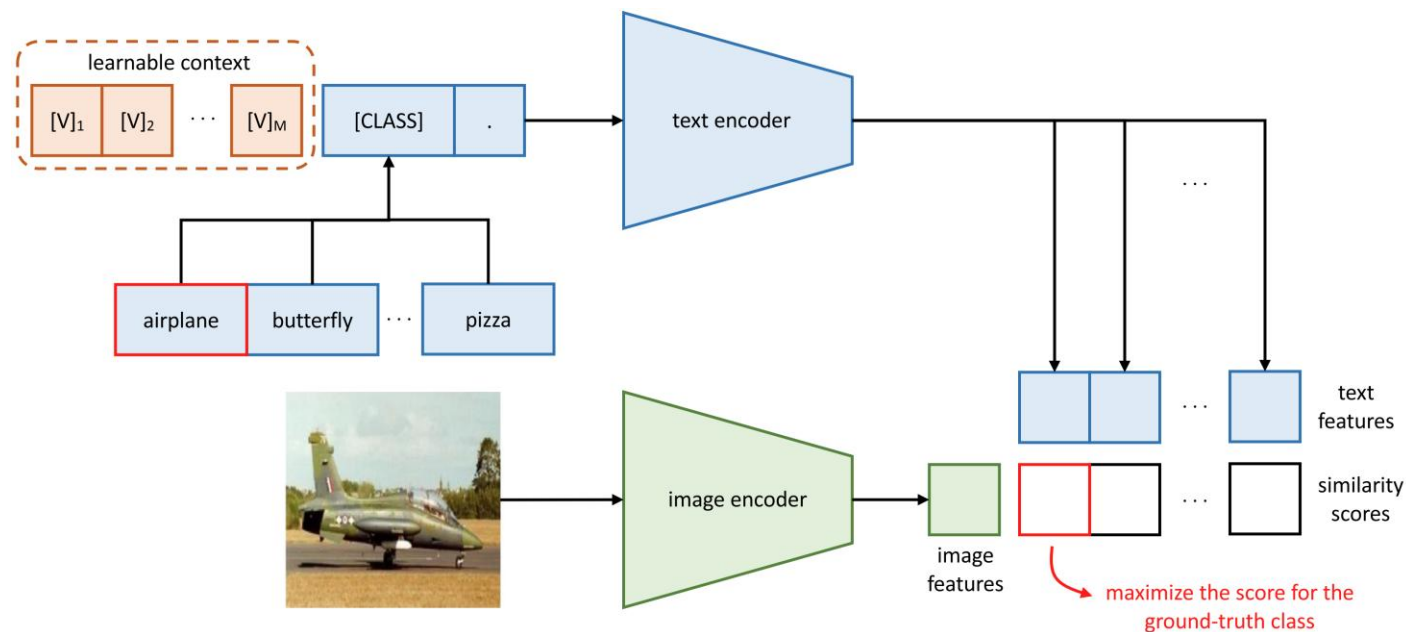 learnable context
[V]₁ [V]₂ ··· [V]M [CLASS] .
text encoder
···
airplane butterfly ··· pizza
text
features
···
image encoder
similarity
scores
···
image
features
maximize the score for the
ground-truth class